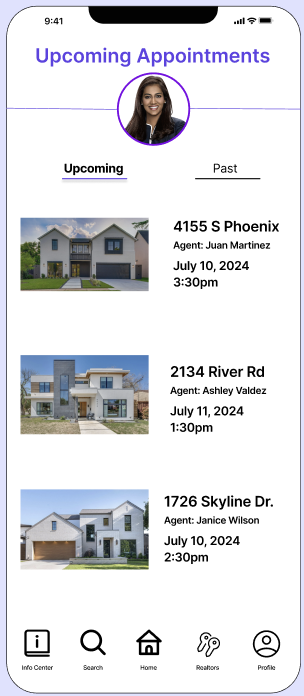 9:41
Upcoming Appointments
Upcoming
Past
4155 S Phoenix
Agent: Juan Martinez
July 10, 2024
3:30pm
2134 River Rd
Agent: Ashley Valdez
July 11, 2024
1:30pm
1726 Skyline Dr.
Agent: Janice Wilson
July 10, 2024
2:30pm
Info Center
Search
Home
Realtors
Profile